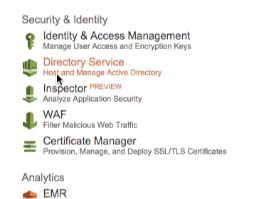 Security & Identity
Identity & Access Management
Manage User Access and Encryption Keys
Directory Service
Host and Manage Active Directory
Inspector PREVIEW
Analyze Application Security
WAF
Filter Malicious Web Traffic
Certificate Manager
Provision, Manage, and Deploy SSL/TLS Certificates
Analytics
EMR